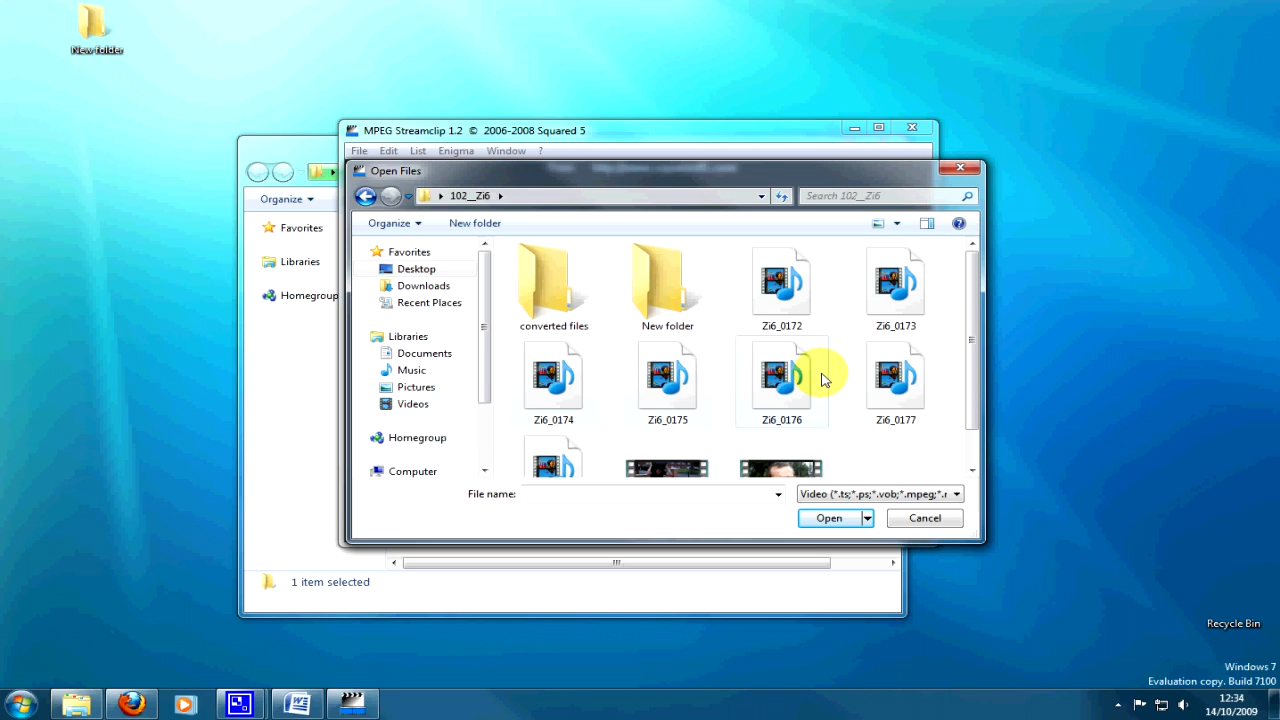 New folder
MPEG Streamclip 1.2 © 2006-2008 Squared 5
File Edit List Enigma Window ?
Open Files
102__Zi6
Search 102__Zi6
Organize
Favorites
Libraries
Homegroup
Organize New folder
Favorites
Desktop
Downloads
Recent Places
Libraries
Documents
Music
Pictures
Videos
Homegroup
Computer
converted files New folder Zi6_0172 Zi6_0173
Zi6_0174 Zi6_0175 Zi6_0176 Zi6_0177
File name:
Video (*.ts;*.ps;*.vob;*.mpeg;*.r
Open Cancel
1 item selected
Recycle Bin
Windows 7
Evaluation copy. Build 7100
12:34
14/10/2009